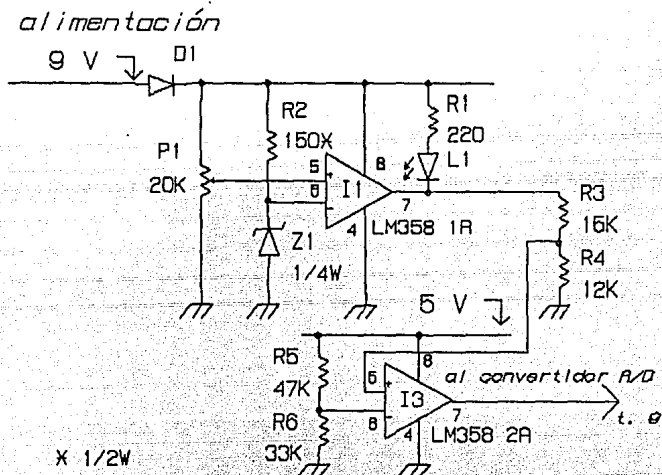 alimentación
9 V
D1
R2
150*
P1
20K
R1
220
L1
5
6
I1
8
7
4
LM358 1A
Z1
1/4W
R3
15K
R4
12K
5 V
R5
47K
R6
33K
5
6
I3
8
7
4
LM358 2A
al convertidor A/D
* 1/2W